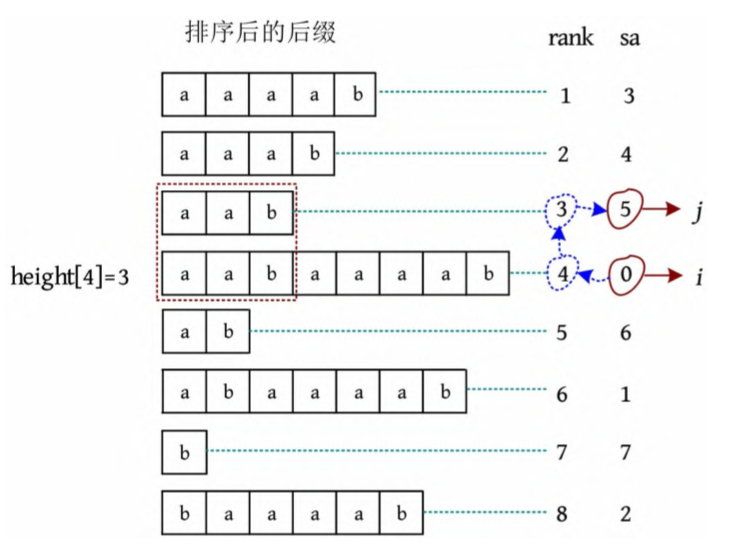 排序后的后缀 rank sa
a a a a b 1 3
a a a b 2 4
a a b 3 5 j
height[4]=3 a a b a a a a b 4 0 i
a b 5 6
a b a a a a b 6 1
b 7 7
b a a a a b 8 2